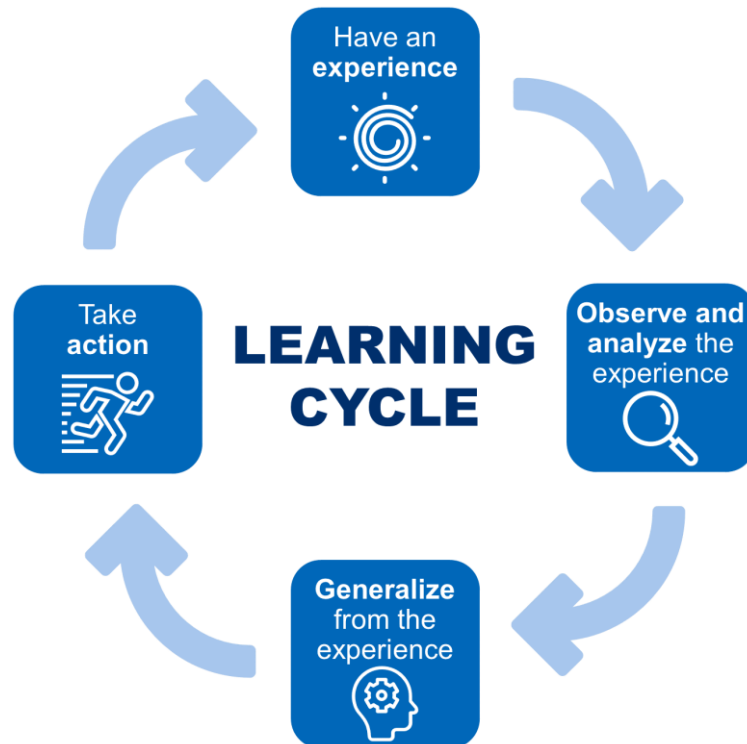 Have an
experience
Observe and
analyze the
experience
Generalize
from the
experience
Take
action
LEARNING
CYCLE